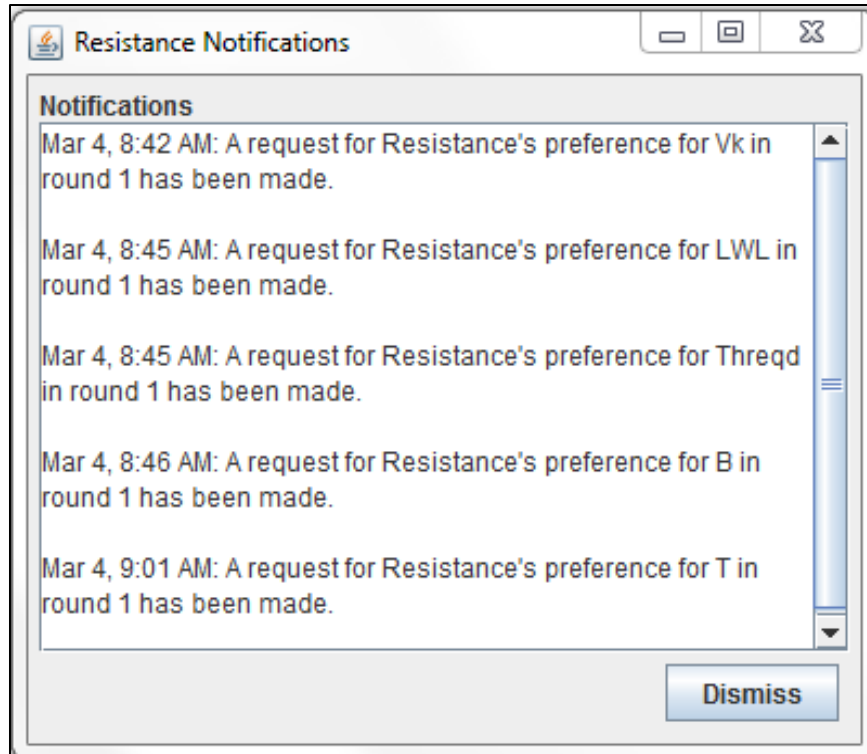 Resistance Notifications
Notifications
Mar 4, 8:42 AM: A request for Resistance's preference for Vk in
round 1 has been made.
Mar 4, 8:45 AM: A request for Resistance's preference for LWL in
round 1 has been made.
Mar 4, 8:45 AM: A request for Resistance's preference for Threqd
in round 1 has been made.
Mar 4, 8:46 AM: A request for Resistance's preference for B in
round 1 has been made.
Mar 4, 9:01 AM: A request for Resistance's preference for T in
round 1 has been made.
Dismiss